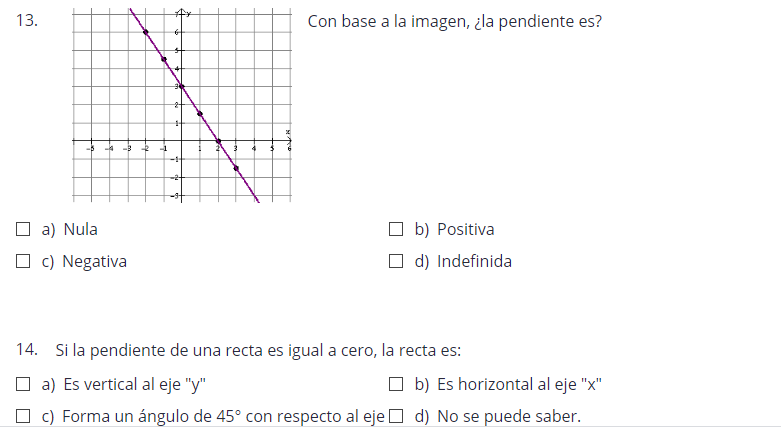 13. Con base a la imagen, ¿la pendiente es?
7 y
6
5
4
3
2
1
x
-5 -4 -3 -2 -1 1 2 3 4 5 6
-1
-2
-3
a) Nula b) Positiva
c) Negativa d) Indefinida
14. Si la pendiente de una recta es igual a cero, la recta es:
a) Es vertical al eje "y" b) Es horizontal al eje "x"
c) Forma un ángulo de 45° con respecto al eje d) No se puede saber.